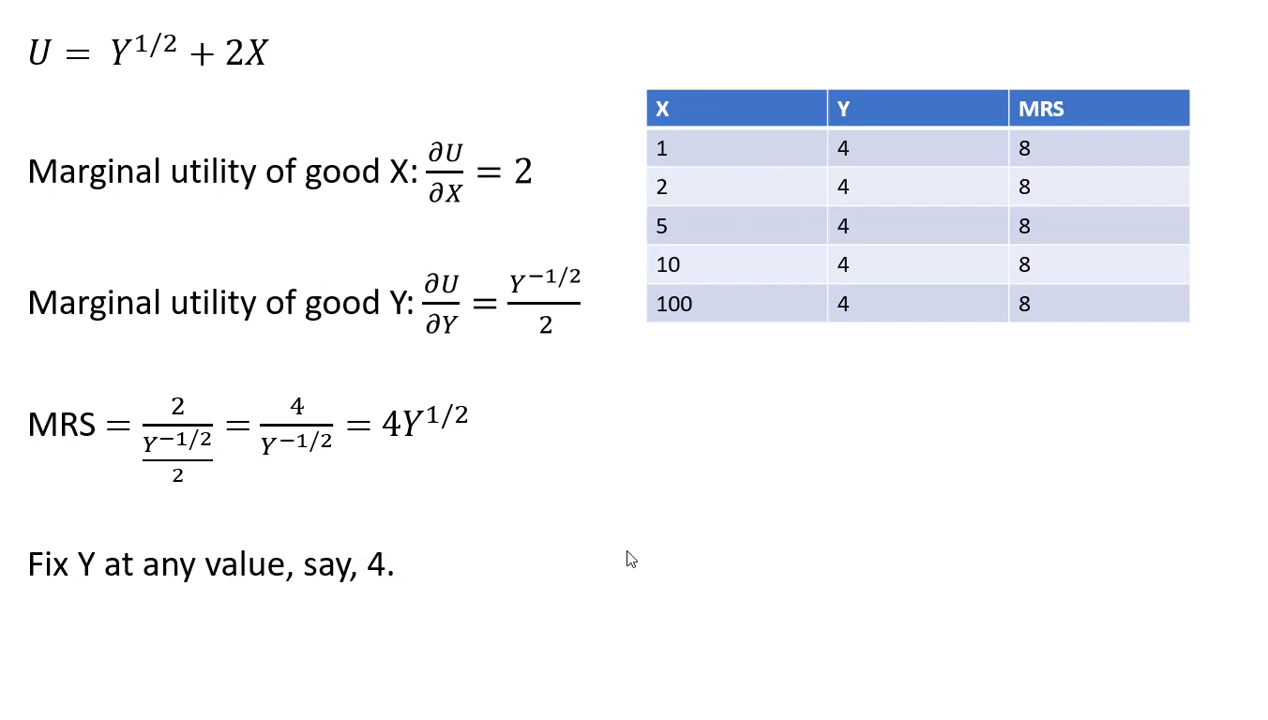 U = Y^{1/2} + 2X
Marginal utility of good X: ∂U/∂X = 2
Marginal utility of good Y: ∂U/∂Y = Y^{-1/2}/2
MRS = 2/(Y^{-1/2}/2) = 4/Y^{-1/2} = 4Y^{1/2}
Fix Y at any value, say, 4.
X Y MRS
1 4 8
2 4 8
5 4 8
10 4 8
100 4 8